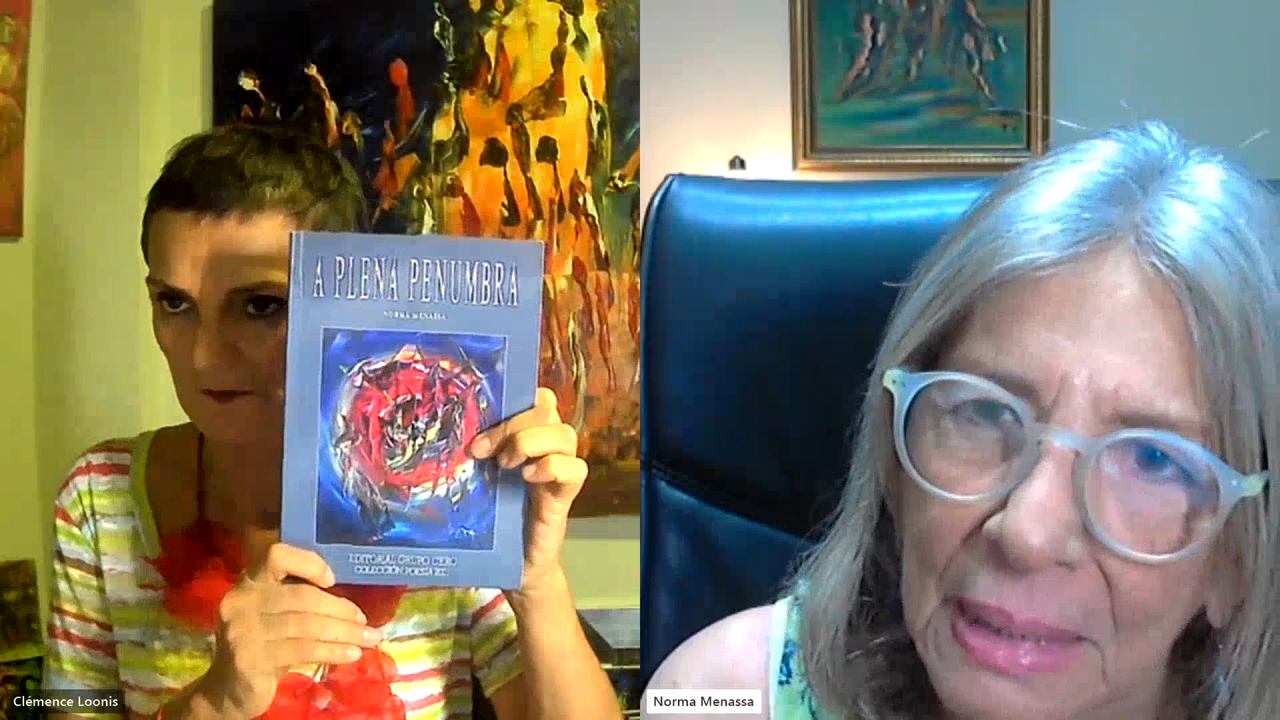 A PLENA PENUMBRA
NORMA MENASSA
EDITORIAL GRUPO CERO
COLECCIÓN POESÍA
Clémence Loonis
Norma Menassa